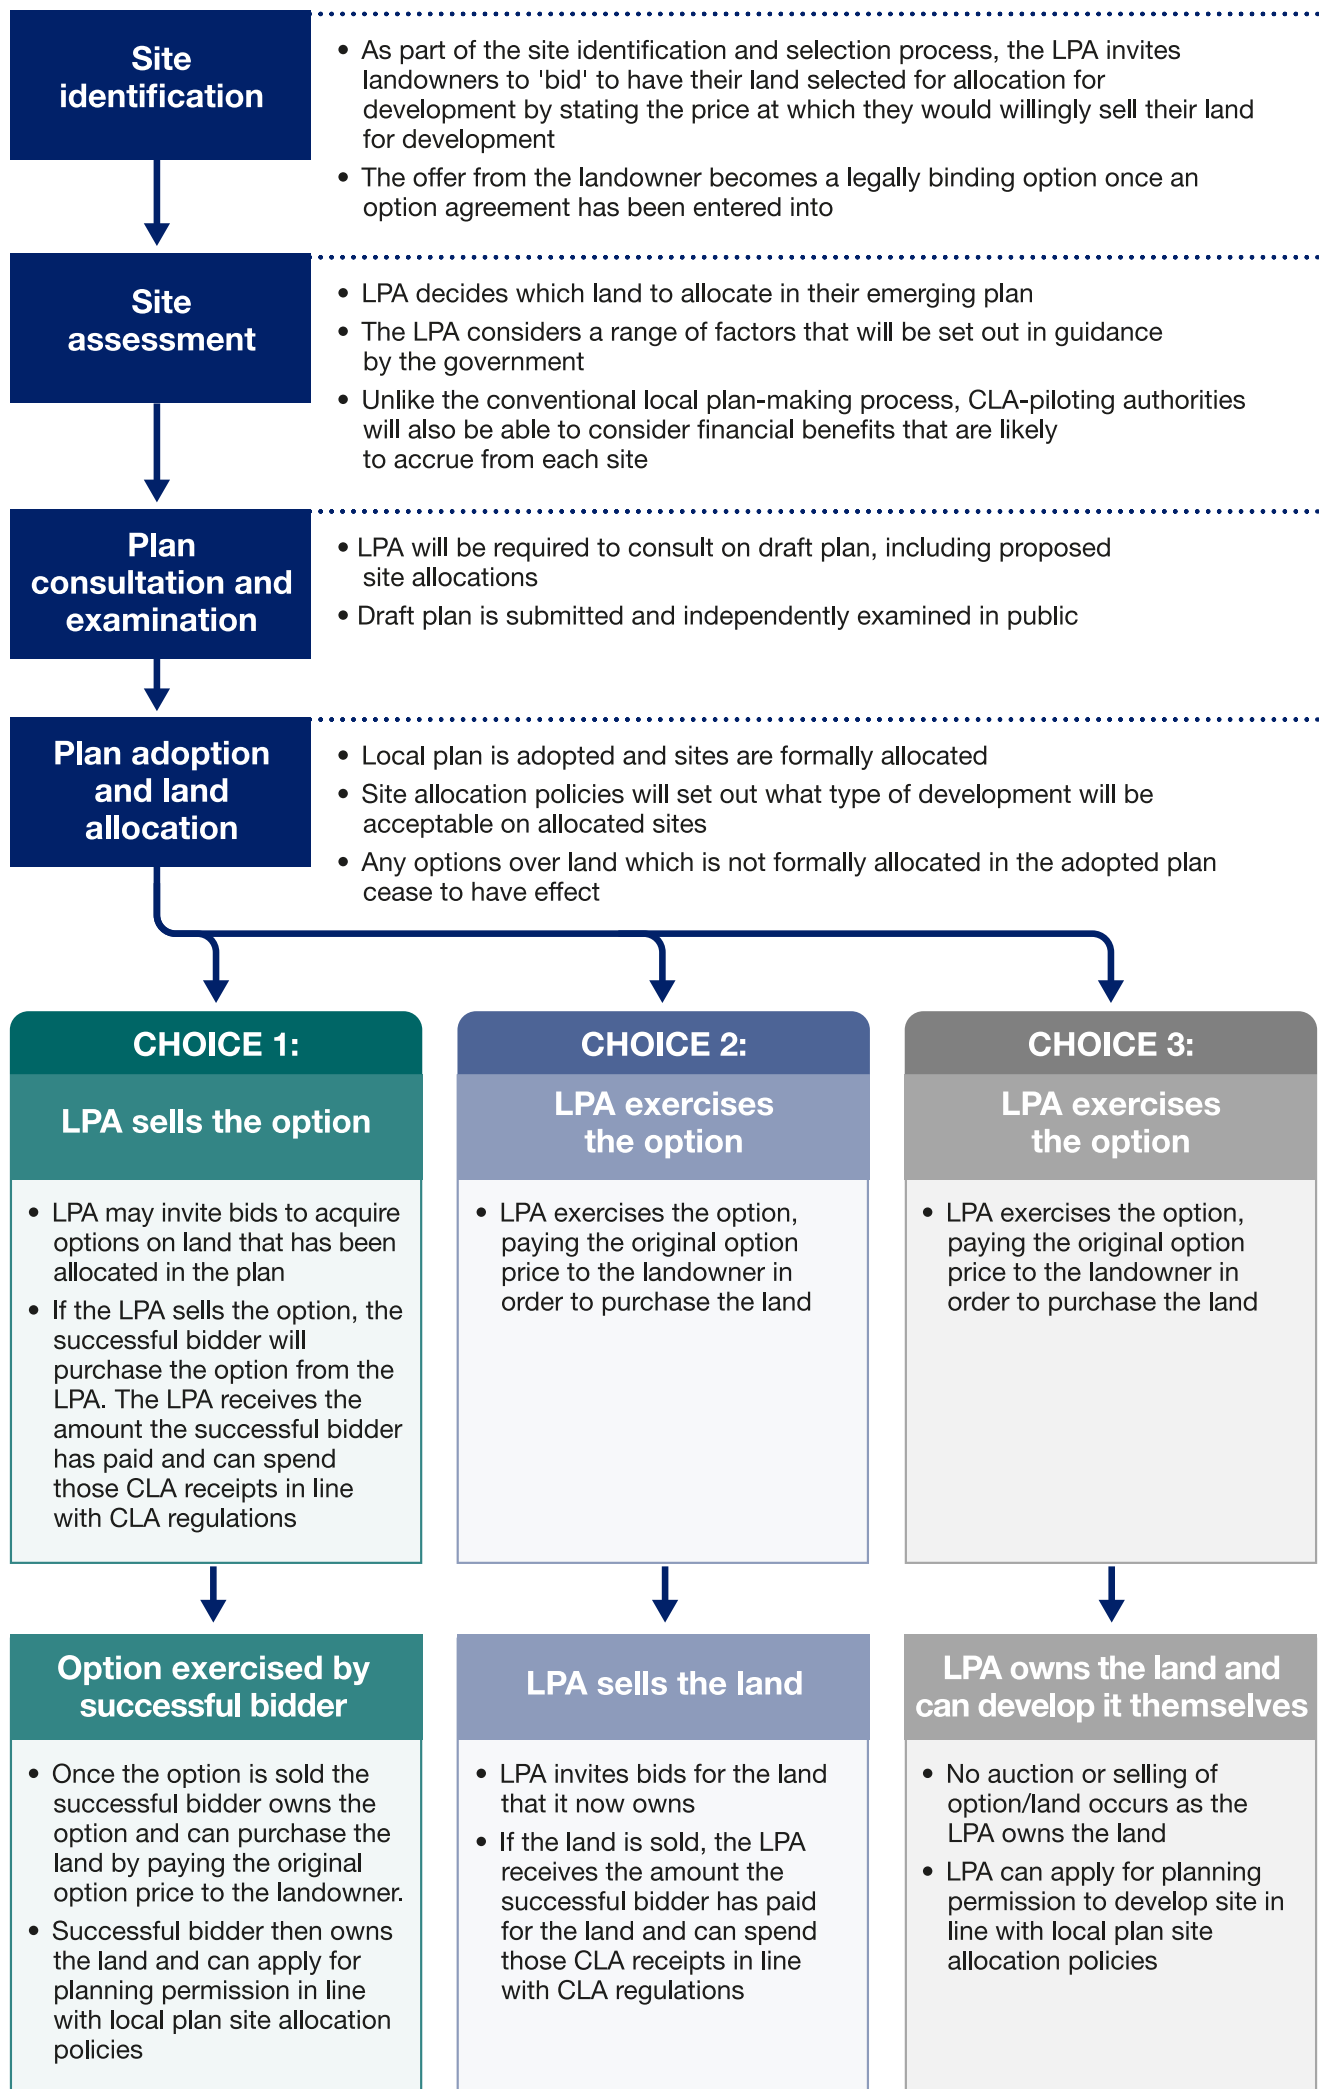 Site
identification
• As part of the site identification and selection process, the LPA invites
landowners to 'bid' to have their land selected for allocation for
development by stating the price at which they would willingly sell their land
for development
• The offer from the landowner becomes a legally binding option once an
option agreement has been entered into
Site
assessment
• LPA decides which land to allocate in their emerging plan
• The LPA considers a range of factors that will be set out in guidance
by the government
• Unlike the conventional local plan-making process, CLA-piloting authorities
will also be able to consider financial benefits that are likely
to accrue from each site
Plan
consultation and
examination
• LPA will be required to consult on draft plan, including proposed
site allocations
• Draft plan is submitted and independently examined in public
Plan adoption
and land
allocation
• Local plan is adopted and sites are formally allocated
• Site allocation policies will set out what type of development will be
acceptable on allocated sites
• Any options over land which is not formally allocated in the adopted plan
cease to have effect
CHOICE 1:
LPA sells the option
• LPA may invite bids to acquire
options on land that has been
allocated in the plan
• If the LPA sells the option, the
successful bidder will
purchase the option from the
LPA. The LPA receives the
amount the successful bidder
has paid and can spend
those CLA receipts in line
with CLA regulations
Option exercised by
successful bidder
• Once the option is sold the
successful bidder owns the
option and can purchase the
land by paying the original
option price to the landowner.
• Successful bidder then owns
the land and can apply for
planning permission in line
with local plan site allocation
policies
CHOICE 2:
LPA exercises
the option
• LPA exercises the option,
paying the original option
price to the landowner in
order to purchase the land
LPA sells the land
• LPA invites bids for the land
that it now owns
• If the land is sold, the LPA
receives the amount the
successful bidder has paid
for the land and can spend
those CLA receipts in line
with CLA regulations
CHOICE 3:
LPA exercises
the option
• LPA exercises the option,
paying the original option
price to the landowner in
order to purchase the land
LPA owns the land and
can develop it themselves
• No auction or selling of
option/land occurs as the
LPA owns the land
• LPA can apply for planning
permission to develop site in
line with local plan site
allocation policies